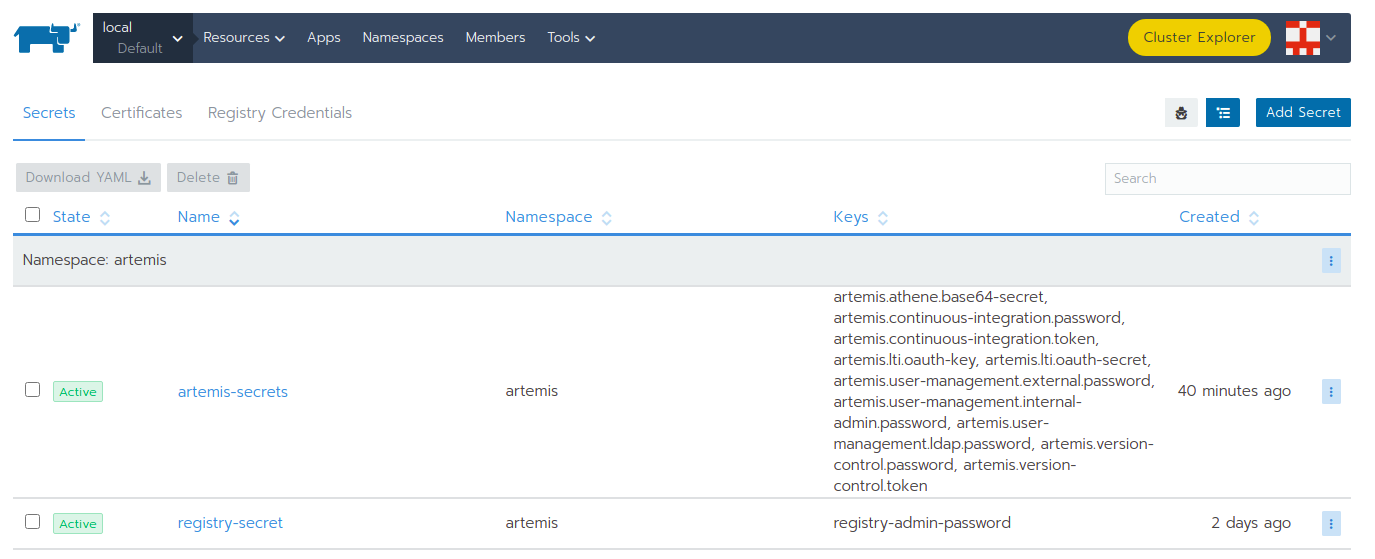 local
Default
Resources
Apps
Namespaces
Members
Tools
Cluster Explorer
Secrets
Certificates
Registry Credentials
Add Secret
Download YAML
Delete
Search
State
Name
Namespace
Keys
Created
Namespace: artemis
Active
artemis-secrets
artemis
artemis.athene.base64-secret,
artemis.continuous-integration.password,
artemis.continuous-integration.token,
artemis.lti.oauth-key, artemis.lti.oauth-secret,
artemis.user-management.external.password,
artemis.user-management.internal-
admin.password, artemis.user-
management.ldap.password, artemis.version-
control.password, artemis.version-
control.token
40 minutes ago
Active
registry-secret
artemis
registry-admin-password
2 days ago